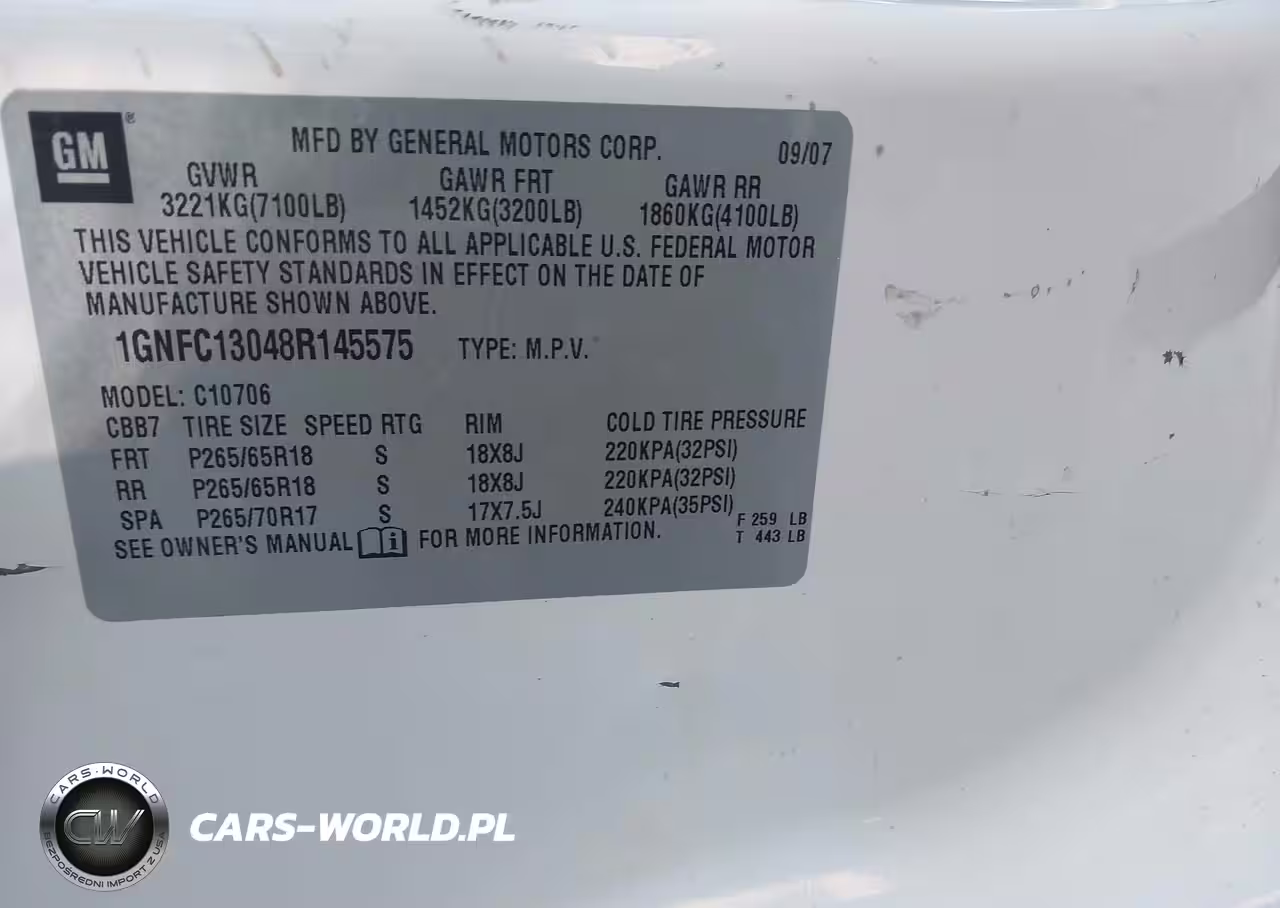 GM®
MFD BY GENERAL MOTORS CORP. 09/07
GVWR GAWR FRT GAWR RR
3221KG(7100LB) 1452KG(3200LB) 1860KG(4100LB)
THIS VEHICLE CONFORMS TO ALL APPLICABLE U.S. FEDERAL MOTOR
VEHICLE SAFETY STANDARDS IN EFFECT ON THE DATE OF
MANUFACTURE SHOWN ABOVE.
1GNFC13048R145575 TYPE: M.P.V.
MODEL: C10706
CBB7 TIRE SIZE SPEED RTG RIM COLD TIRE PRESSURE
FRT P265/65R18 S 18X8J 220KPA(32PSI)
RR P265/65R18 S 18X8J 220KPA(32PSI)
SPA P265/70R17 S 17X7.5J 240KPA(35PSI)
F 259 LB
SEE OWNER'S MANUAL i FOR MORE INFORMATION.
T 443 LB
CARS-WORLD
CW
BEZPOŚREDNI IMPORT Z USA
CARS-WORLD.PL